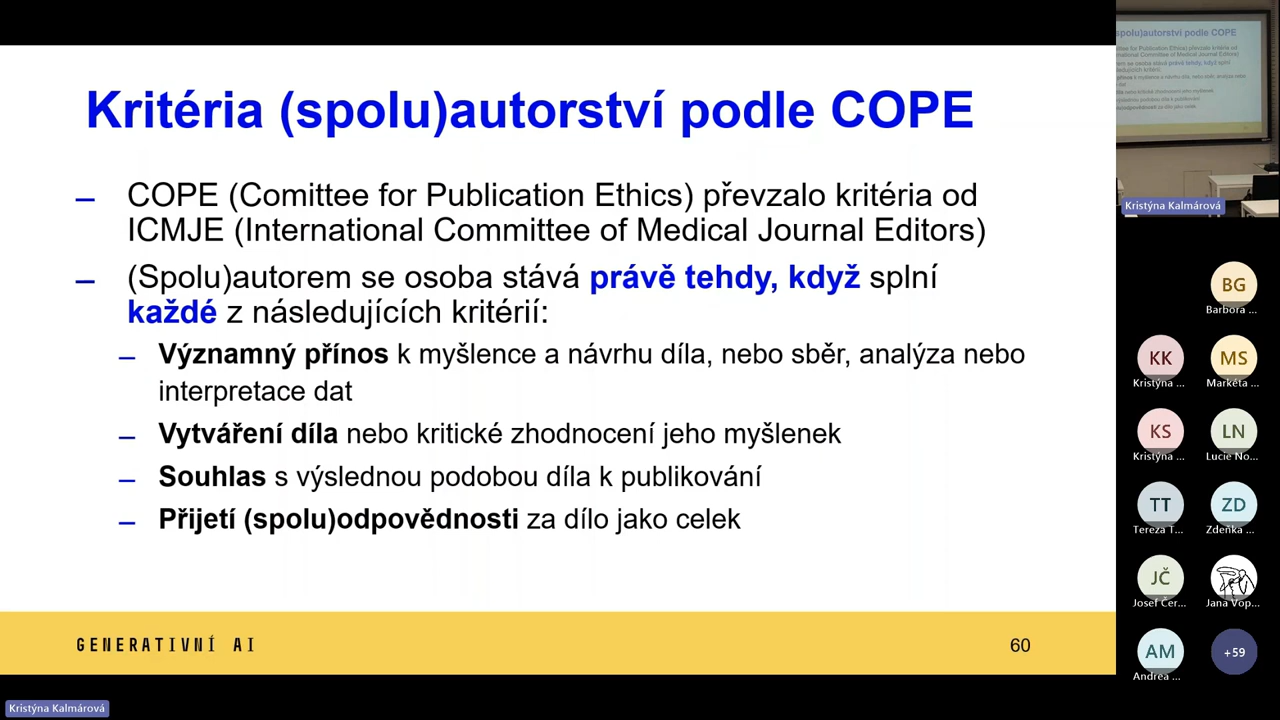 Kritéria (spolu)autorství podle COPE
– COPE (Comittee for Publication Ethics) převzalo kritéria od
ICMJE (International Committee of Medical Journal Editors)
– (Spolu)autorem se osoba stává právě tehdy, když splní
každé z následujících kritérií:
– Významný přínos k myšlence a návrhu díla, nebo sběr, analýza nebo
interpretace dat
– Vytváření díla nebo kritické zhodnocení jeho myšlenek
– Souhlas s výslednou podobou díla k publikování
– Přijetí (spolu)odpovědnosti za dílo jako celek
GENERATIVNÍ AI
60
Kristýna Kalmárová
spolu)autorství podle COPE
Kristýna Kalmárová
BG
Barbora ...
KK
Kristýna ...
MS
Markéta ...
KS
Kristýna ...
LN
Lucie No...
TT
Tereza T...
ZD
Zdeňka ...
JČ
Josef Čer...
Jana Vop...
AM
Andrea ...
+59